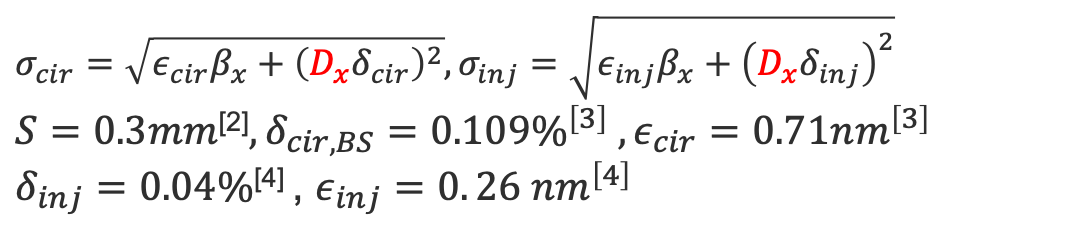 σ_cir = √(ϵ_cir β_x + (D_x δ_cir)²), σ_inj = √(ϵ_inj β_x + (D_x δ_inj)²)
S = 0.3mm[2], δ_cir,BS = 0.109%[3] , ϵ_cir = 0.71nm[3]
δ_inj = 0.04%[4] , ϵ_inj = 0.26 nm[4]